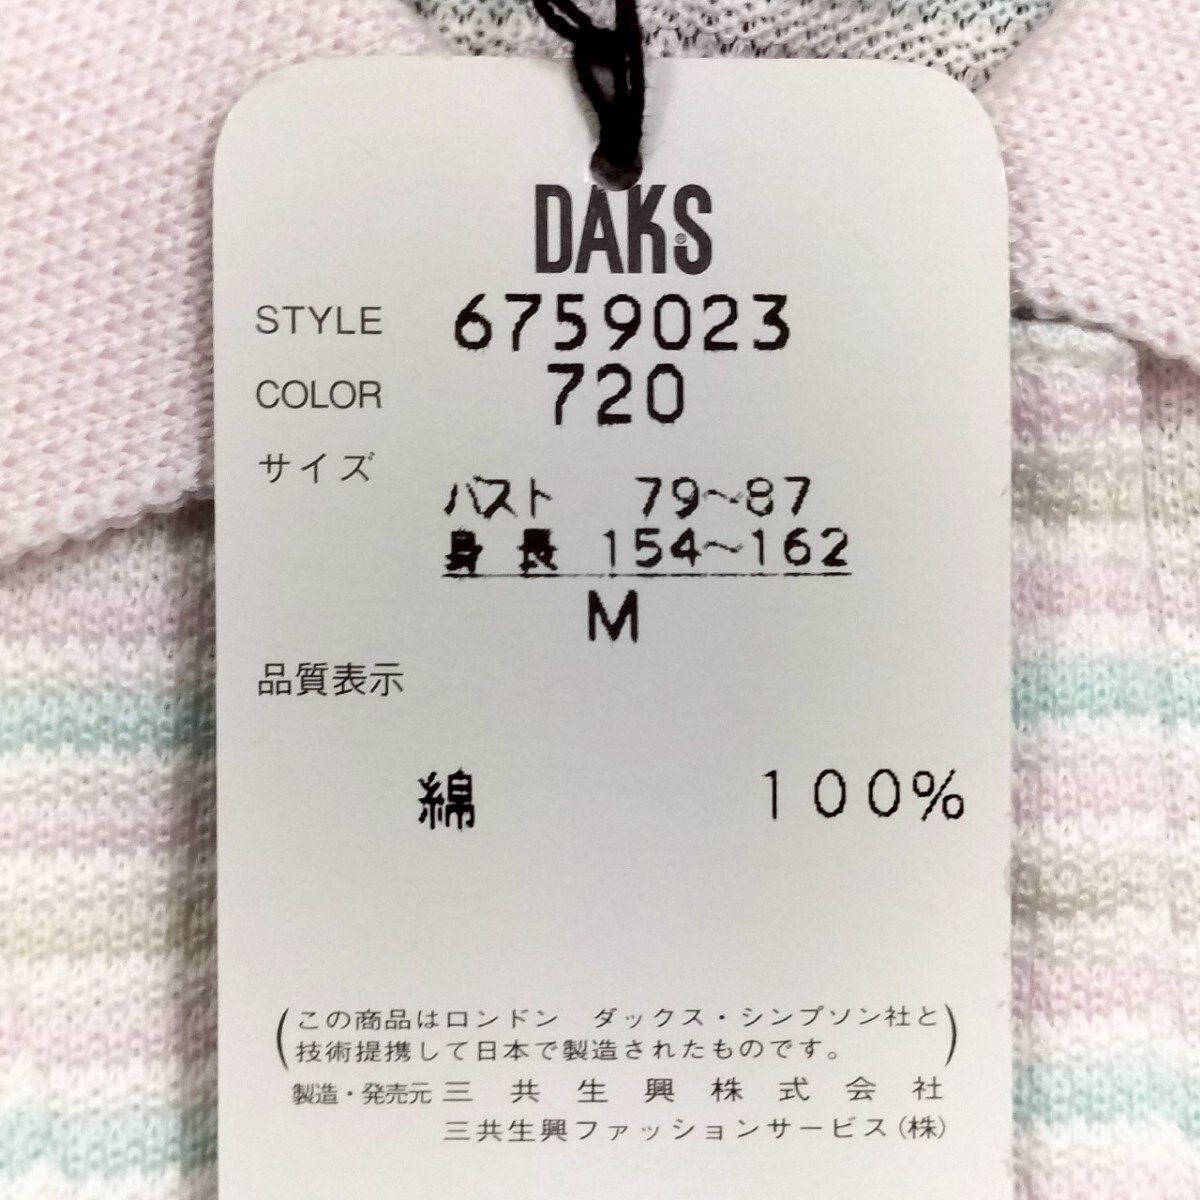 DAKS
STYLE 6759023
COLOR 720
サイズ
バスト 79〜87
身長 154〜162
M
品質表示
綿 100%
(この商品はロンドン ダックス・シンプソン社と
技術提携して日本で製造されたものです。)
製造・発売元 三共生興株式会社
三共生興ファッションサービス(株)